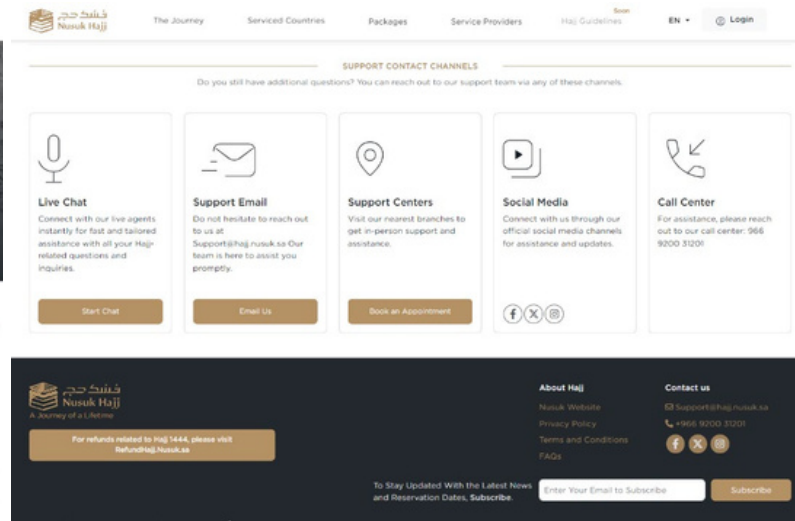 نسك حج
Nusuk Hajj
The Journey
Serviced Countries
Packages
Service Providers
Soon
Hajj Guidelines
EN
Login
SUPPORT CONTACT CHANNELS
Do you still have additional questions? You can reach out to our support team via any of these channels.
Live Chat
Connect with our live agents
instantly for fast and tailored
assistance with all your Hajj-
related questions and
inquiries.
Start Chat
Support Email
Do not hesitate to reach out
to us at
Support@haj.nusuk.sa Our
team is here to assist you
promptly.
Email Us
Support Centers
Visit our nearest branches to
get in-person support and
assistance.
Book an Appointment
Social Media
Connect with us through our
official social media channels
for assistance and updates.
Call Center
For assistance, please reach
out to our call center: 966
9200 31201
نسك حج
Nusuk Hajj
A Journey of a Lifetime
For refunds related to Hajj 1444, please visit
RefundHajj.Nusuk.sa
About Hajj
Nusuk Website
Privacy Policy
Terms and Conditions
FAQs
Contact us
Support@hajj.nusuk.sa
+966 9200 31201
To Stay Updated With the Latest News
and Reservation Dates, Subscribe.
Enter Your Email to Subscribe
Subscribe